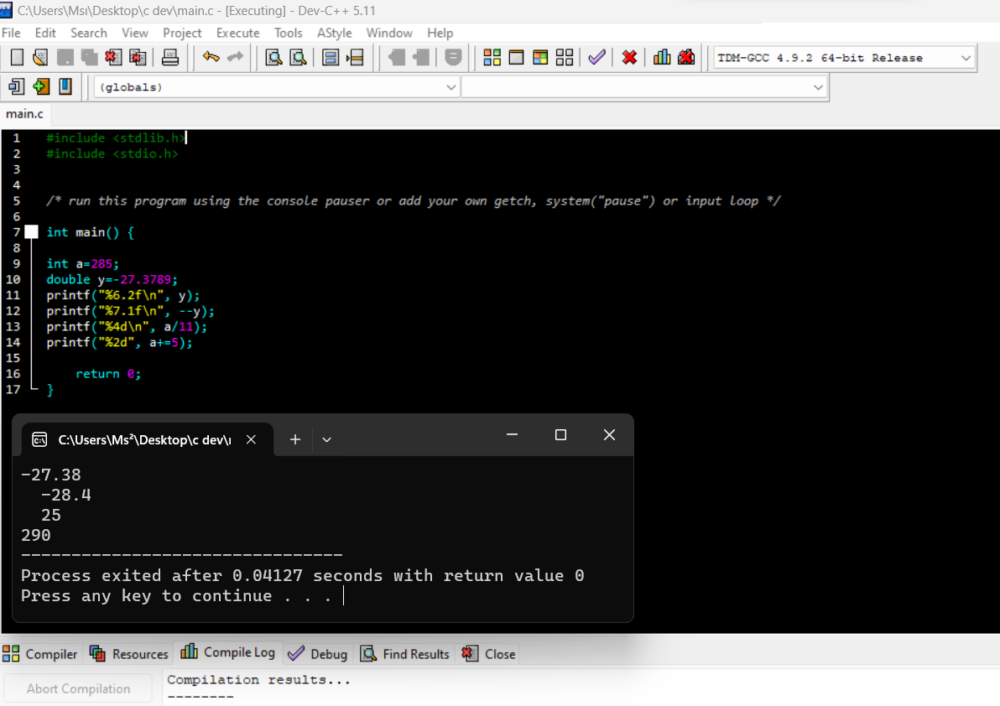 C:\Users\Msı\Desktop\c dev\main.c - [Executing] - Dev-C++ 5.11
File Edit Search View Project Execute Tools AStyle Window Help
TDM-GCC 4.9.2 64-bit Release
(globals)
main.c
1 #include <stdlib.h>
2 #include <stdio.h>
3
4
5 /* run this program using the console pauser or add your own getch, system("pause") or input loop */
6
7 int main() {
8
9 int a=285;
10 double y=-27.3789;
11 printf("%6.2f\n", y);
12 printf("%7.1f\n", --y);
13 printf("%4d\n", a/11);
14 printf("%2d", a+=5);
15
16     return 0;
17 }
C:\Users\Ms²\Desktop\c dev\
-27.38
  -28.4
  25
290
--------------------------------
Process exited after 0.04127 seconds with return value 0
Press any key to continue . . .
Compiler Resources Compile Log Debug Find Results Close
Abort Compilation
Compilation results...
--------